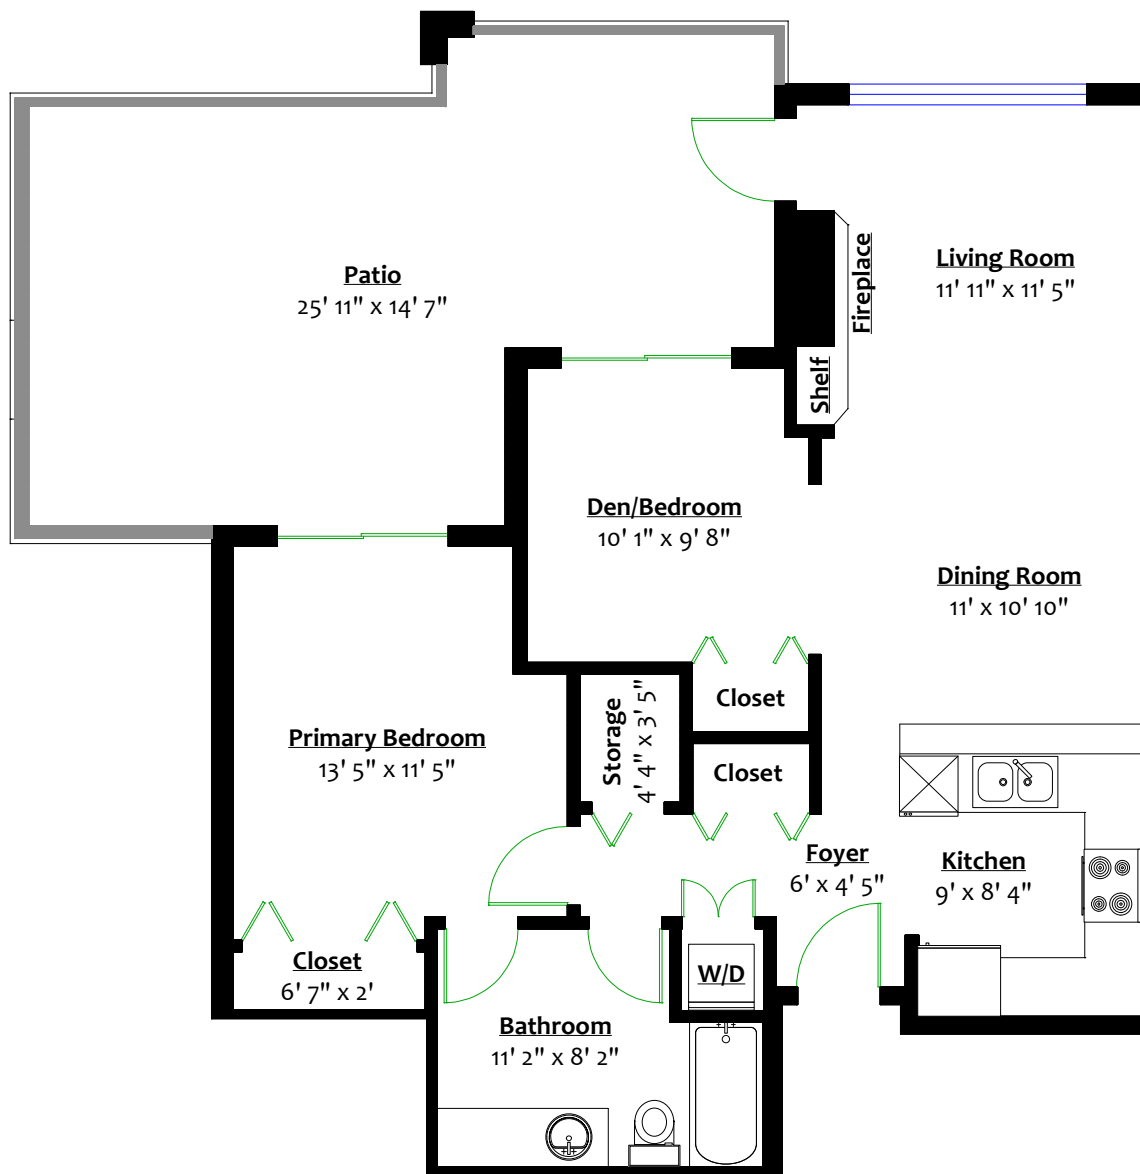 Patio
25' 11" x 14' 7"
Living Room
11' 11" x 11' 5"
Fireplace
Shelf
Den/Bedroom
10' 1" x 9' 8"
Dining Room
11' x 10' 10"
Closet
Storage
4' 4" x 3' 5"
Primary Bedroom
13' 5" x 11' 5"
Closet
Foyer
6' x 4' 5"
Kitchen
9' x 8' 4"
Closet
6' 7" x 2'
W/D
Bathroom
11' 2" x 8' 2"